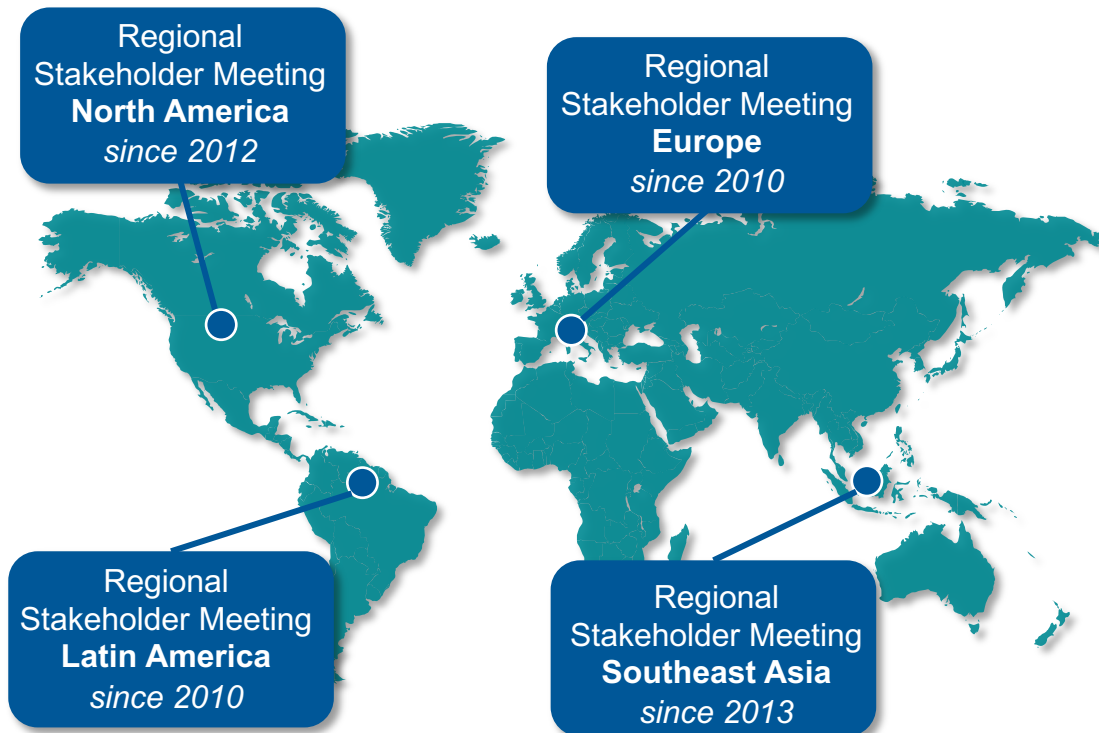 Regional
Stakeholder Meeting
North America
since 2012
Regional
Stakeholder Meeting
Europe
since 2010
Regional
Stakeholder Meeting
Latin America
since 2010
Regional
Stakeholder Meeting
Southeast Asia
since 2013